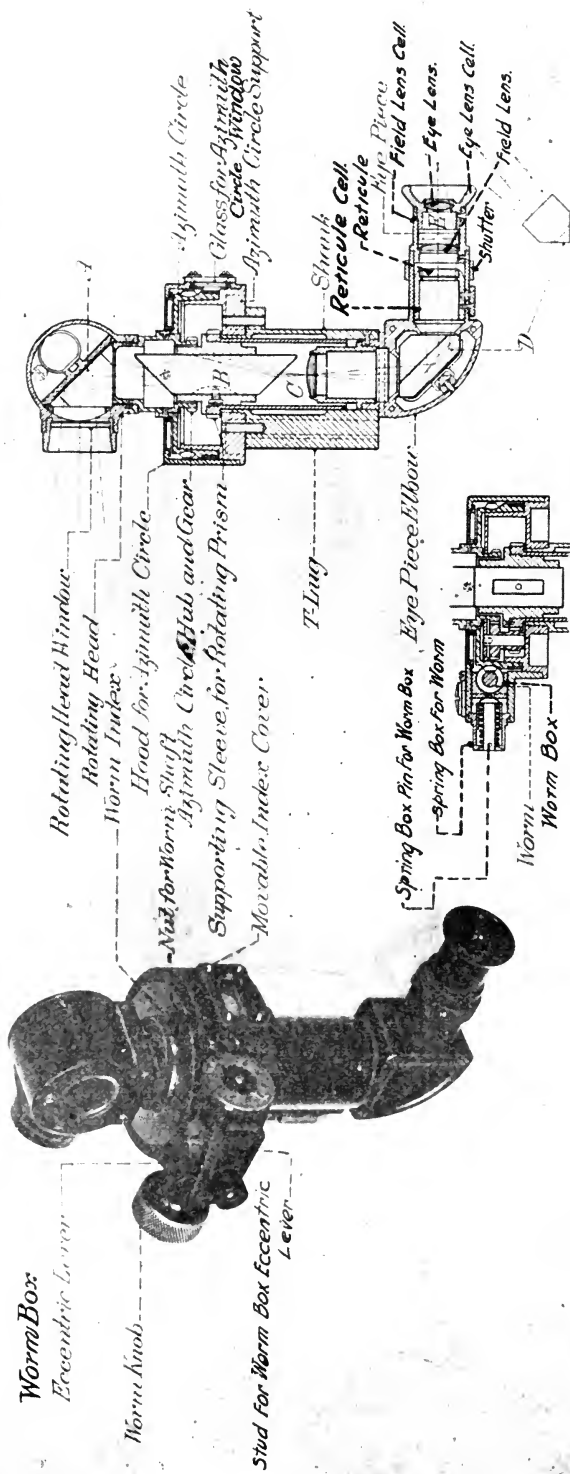 Worm Box
Eccentric Lever
Worm Knob
Stud For Worm Box Eccentric
Lever
Rotating Head Window
Rotating Head
Worm Index
Head for Azimuth Circle
Nut for Worm Shaft
Azimuth Circle Hub and Gear
Supporting Sleeve for Rotating Prism
Movable Index Cover
A
Azimuth Circle
Glass for Azimuth
Circle Window
Azimuth Circle Support
B
C
Shank
T-Lug
Eye Piece Elbow
Reticule Cell.
Reticule
Eye Piece
Field Lens Cell.
Eye Lens.
Eye Lens Cell.
Field Lens.
Shutter
E
D
Spring Box Pin For Worm Box
Spring Box For Worm
Worm
Worm Box